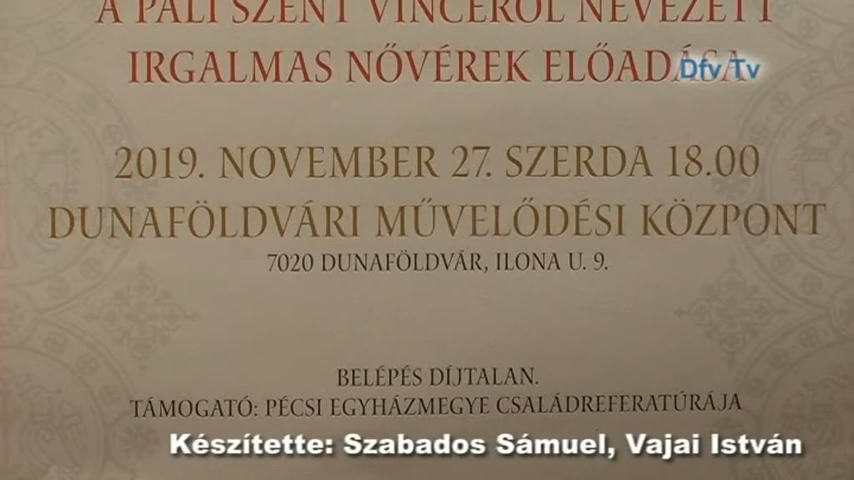 A PÁLI SZENT VINCÉRŐL NEVEZETT
IRGALMAS NŐVÉREK ELŐADÁSA
Dfv Tv
2019. NOVEMBER 27. SZERDA 18.00
DUNAFÖLDVÁRI MŰVELŐDÉSI KÖZPONT
7020 DUNAFÖLDVÁR, ILONA U. 9.
BELÉPÉS DÍJTALAN.
TÁMOGATÓ: PÉCSI EGYHÁZMEGYE CSALÁDREFERATÚRÁJA
Készítette: Szabados Sámuel, Vajai István